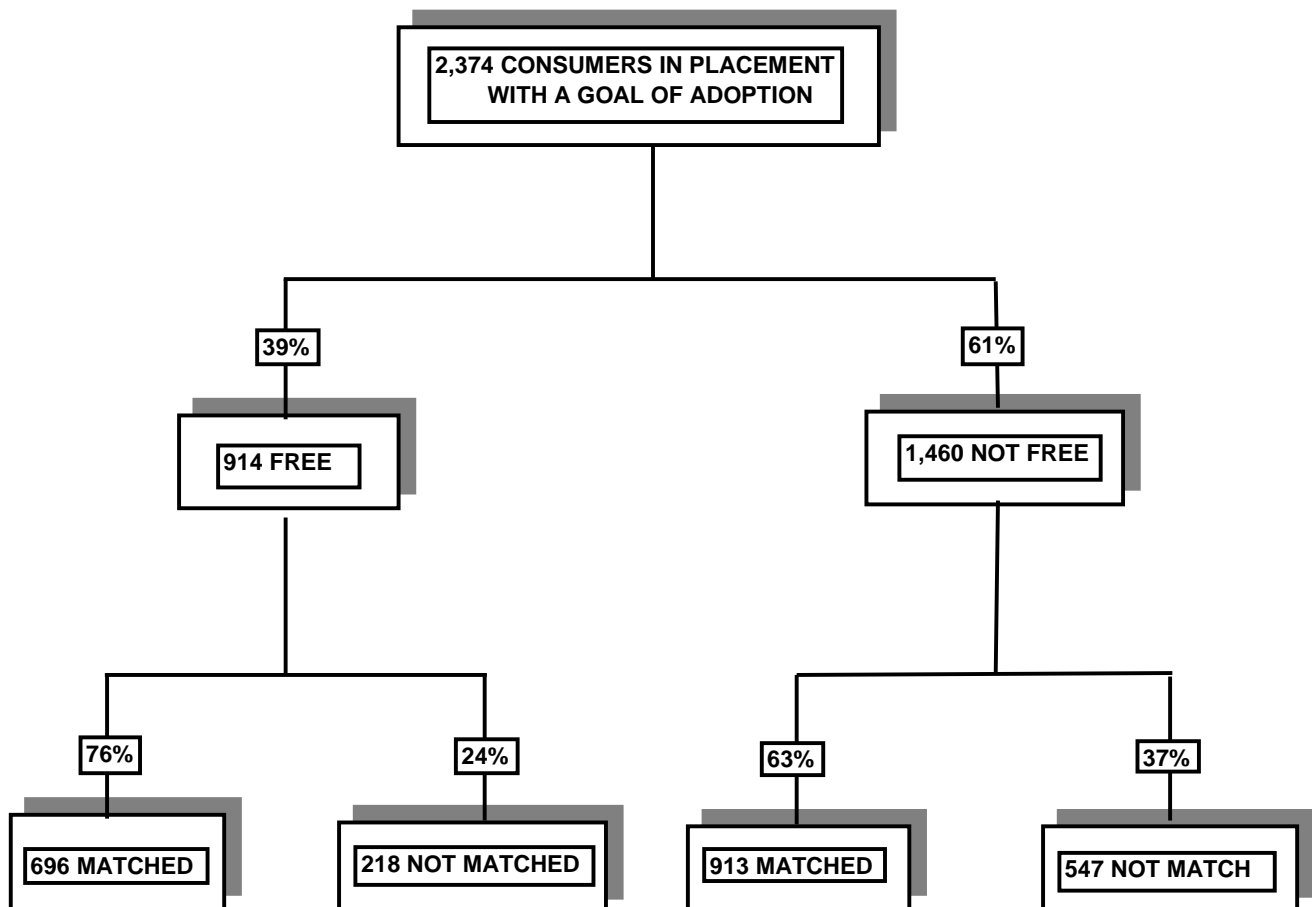 2,374 CONSUMERS IN PLACEMENT
WITH A GOAL OF ADOPTION
39%
61%
914 FREE
1,460 NOT FREE
76%
24%
63%
37%
696 MATCHED
218 NOT MATCHED
913 MATCHED
547 NOT MATCH